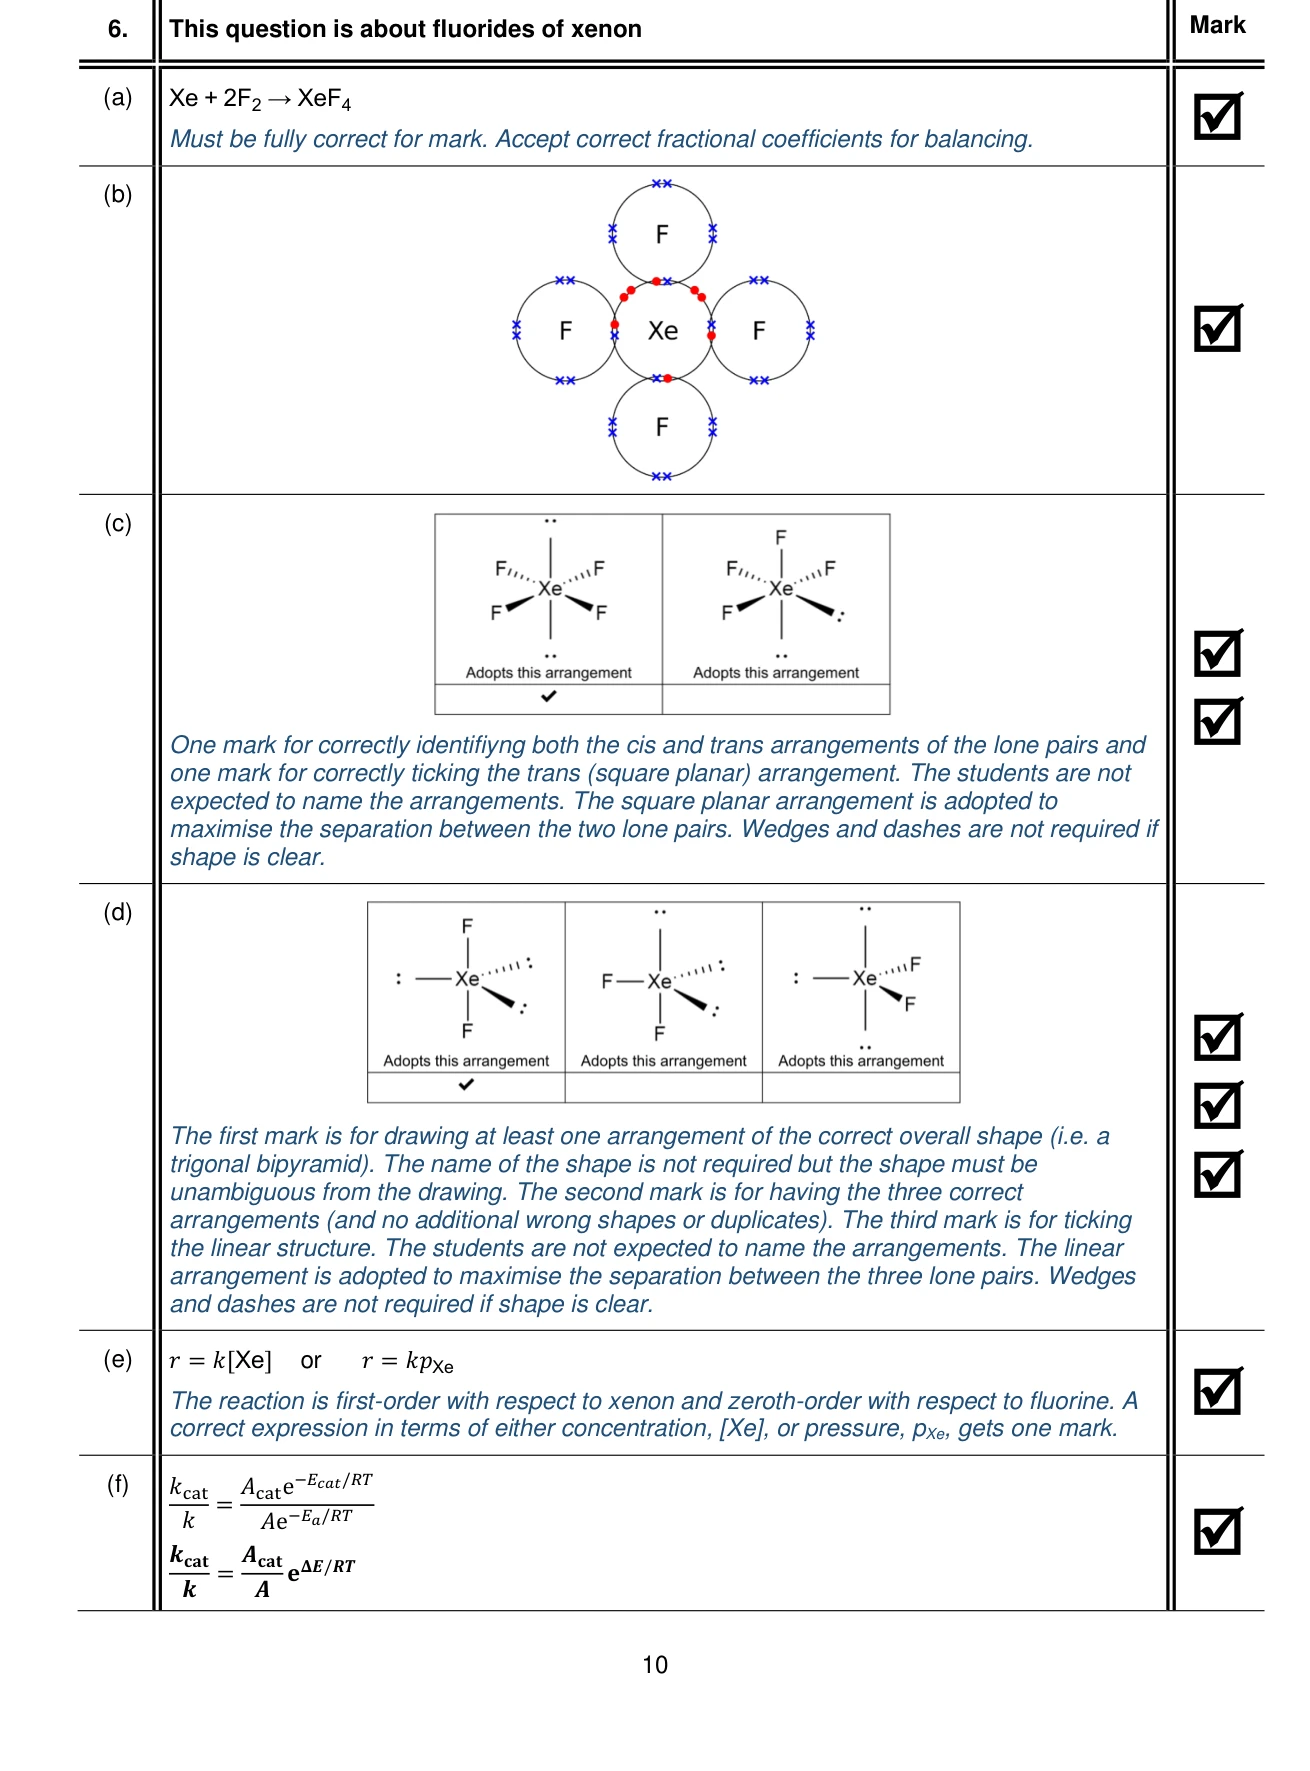 6. This question is about fluorides of xenon Mark
(a) Xe + 2F₂ → XeF₄
Must be fully correct for mark. Accept correct fractional coefficients for balancing.
(b)
F
F Xe F
F
(c)
F
F F F F
Xe Xe
F F F
Adopts this arrangement Adopts this arrangement
✔
One mark for correctly identifiyng both the cis and trans arrangements of the lone pairs and
one mark for correctly ticking the trans (square planar) arrangement. The students are not
expected to name the arrangements. The square planar arrangement is adopted to
maximise the separation between the two lone pairs. Wedges and dashes are not required if
shape is clear.
(d)
F
Xe F Xe Xe F
F
F F
Adopts this arrangement Adopts this arrangement Adopts this arrangement
✔
The first mark is for drawing at least one arrangement of the correct overall shape (i.e. a
trigonal bipyramid). The name of the shape is not required but the shape must be
unambiguous from the drawing. The second mark is for having the three correct
arrangements (and no additional wrong shapes or duplicates). The third mark is for ticking
the linear structure. The students are not expected to name the arrangements. The linear
arrangement is adopted to maximise the separation between the three lone pairs. Wedges
and dashes are not required if shape is clear.
(e) r = k[Xe] or r = kp_Xe
The reaction is first-order with respect to xenon and zeroth-order with respect to fluorine. A
correct expression in terms of either concentration, [Xe], or pressure, p_Xe, gets one mark.
(f) k_cat/k = A_cat e^(−E_cat/RT) / A e^(−E_a/RT)
k_cat/k = A_cat/A e^(ΔE/RT)
10